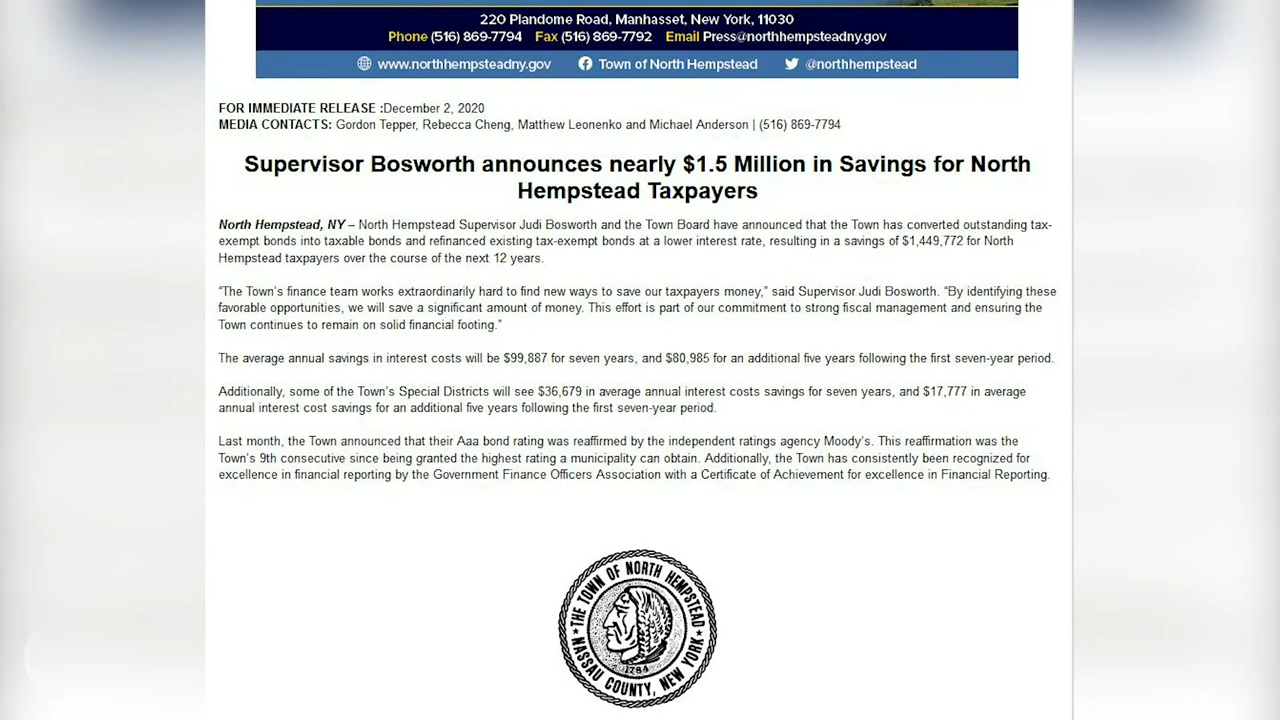 220 Plandome Road, Manhasset, New York, 11030
Phone (516) 869-7794 Fax (516) 869-7792 Email Press@northhempsteadny.gov
www.northhempsteadny.gov Town of North Hempstead @northhempstead
FOR IMMEDIATE RELEASE :December 2, 2020
MEDIA CONTACTS: Gordon Tepper, Rebecca Cheng, Matthew Leonenko and Michael Anderson | (516) 869-7794
Supervisor Bosworth announces nearly $1.5 Million in Savings for North
Hempstead Taxpayers
North Hempstead, NY – North Hempstead Supervisor Judi Bosworth and the Town Board have announced that the Town has converted outstanding tax-
exempt bonds into taxable bonds and refinanced existing tax-exempt bonds at a lower interest rate, resulting in a savings of $1,449,772 for North
Hempstead taxpayers over the course of the next 12 years.
“The Town’s finance team works extraordinarily hard to find new ways to save our taxpayers money,” said Supervisor Judi Bosworth. “By identifying these
favorable opportunities, we will save a significant amount of money. This effort is part of our commitment to strong fiscal management and ensuring the
Town continues to remain on solid financial footing.”
The average annual savings in interest costs will be $99,887 for seven years, and $80,985 for an additional five years following the first seven-year period.
Additionally, some of the Town’s Special Districts will see $36,679 in average annual interest costs savings for seven years, and $17,777 in average
annual interest cost savings for an additional five years following the first seven-year period.
Last month, the Town announced that their Aaa bond rating was reaffirmed by the independent ratings agency Moody’s. This reaffirmation was the
Town’s 9th consecutive since being granted the highest rating a municipality can obtain. Additionally, the Town has consistently been recognized for
excellence in financial reporting by the Government Finance Officers Association with a Certificate of Achievement for excellence in Financial Reporting.
THE TOWN OF NORTH HEMPSTEAD
1784
NASSAU COUNTY, NEW YORK